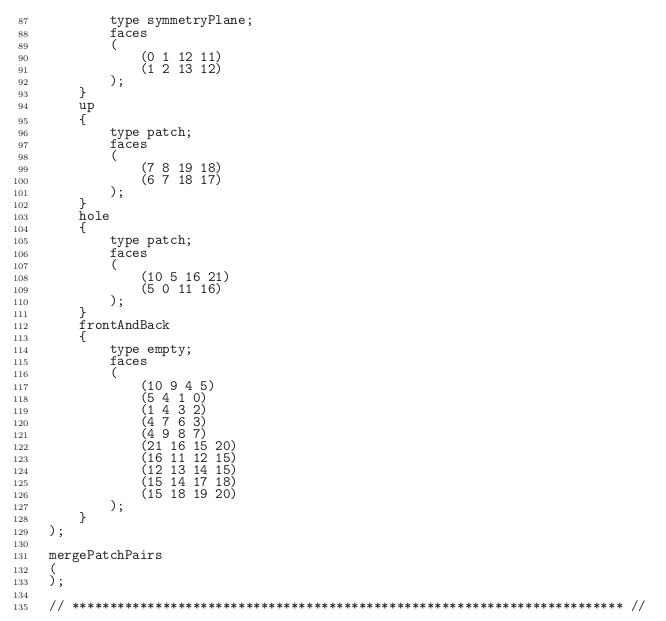 87 type symmetryPlane;
88 faces
89 (
90 (0 1 12 11)
91 (1 2 13 12)
92 );
93 }
94 up
95 {
96 type patch;
97 faces
98 (
99 (7 8 19 18)
100 (6 7 18 17)
101 );
102 }
103 hole
104 {
105 type patch;
106 faces
107 (
108 (10 5 16 21)
109 (5 0 11 16)
110 );
111 }
112 frontAndBack
113 {
114 type empty;
115 faces
116 (
117 (10 9 4 5)
118 (5 4 1 0)
119 (1 4 3 2)
120 (4 7 6 3)
121 (4 9 8 7)
122 (21 16 15 20)
123 (16 11 12 15)
124 (12 13 14 15)
125 (15 14 17 18)
126 (15 18 19 20)
127 );
128 }
129 );
130
131 mergePatchPairs
132 (
133 );
134
135 // ************************************************************************* //